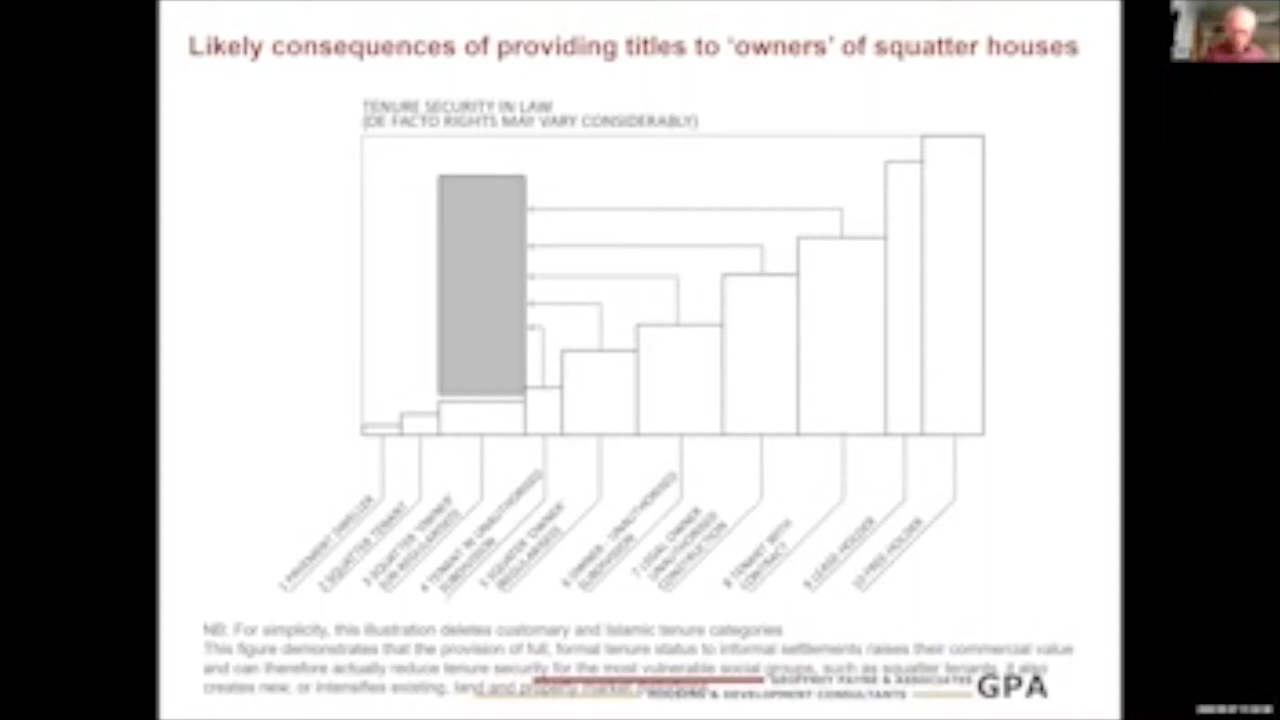 Likely consequences of providing titles to ‘owners’ of squatter houses
TENURE SECURITY IN LAW
(DE FACTO RIGHTS MAY VARY CONSIDERABLY)
1 PAVEMENT DWELLER
2 SQUATTER TENANT
3 SQUATTER 'OWNER'
4 TENANT IN UNAUTHORISED
SUBDIVISION
5 SQUATTER 'OWNER'
6 OWNER - UNAUTHORISED
SUBDIVISION
7 LEGAL OWNER
UNAUTHORISED
CONSTRUCTION
8 TENANT WITH
CONTRACT
9 LEASE-HOLDER
10 FREE-HOLDER
NB: For simplicity, this illustration deletes customary and Islamic tenure categories
This figure demonstrates that the provision of full, formal tenure status to informal settlements raises their commercial value
and can therefore actually reduce tenure security for the most vulnerable social groups, such as squatter tenants. It also
creates new, or intensifies existing, land and property market
GEOFFREY PAYNE & ASSOCIATES
HOUSING & DEVELOPMENT CONSULTANTS
GPA